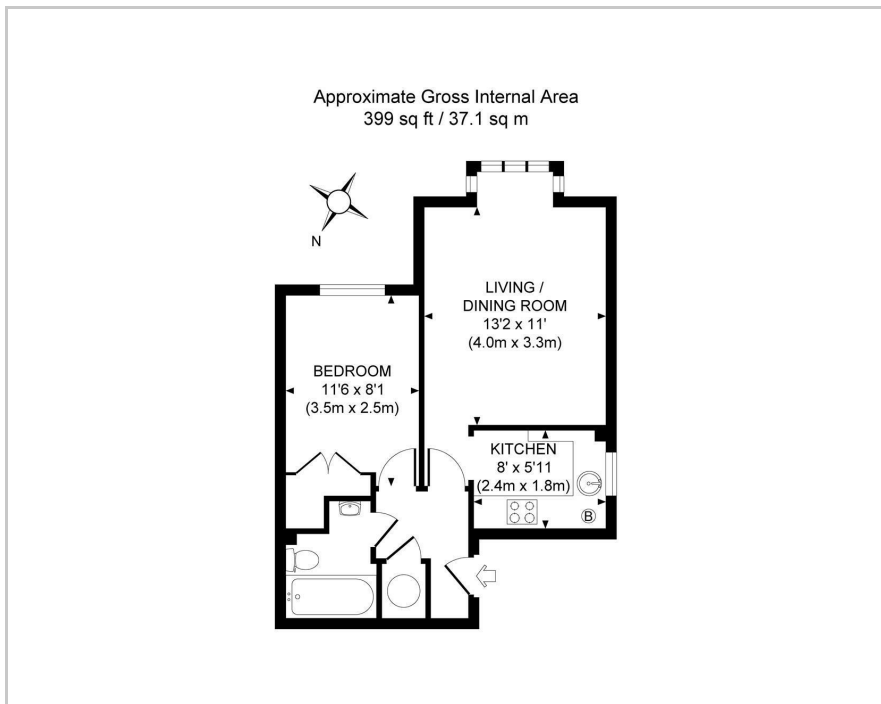 Approximate Gross Internal Area
399 sq ft / 37.1 sq m
N
LIVING /
DINING ROOM
13'2 x 11'
(4.0m x 3.3m)
BEDROOM
11'6 x 8'1
(3.5m x 2.5m)
KITCHEN
8' x 5'11
(2.4m x 1.8m)
B